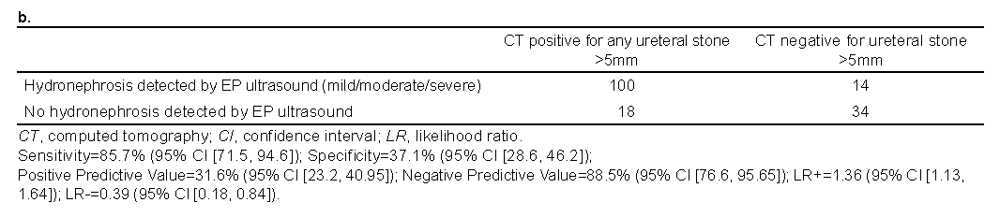 b.
CT positive for any ureteral stone >5mm CT negative for ureteral stone >5mm
Hydronephrosis detected by EP ultrasound (mild/moderate/severe) 100 14
No hydronephrosis detected by EP ultrasound 18 34
CT, computed tomography; CI, confidence interval; LR, likelihood ratio.
Sensitivity=85.7% (95% CI [71.5, 94.6]); Specificity=37.1% (95% CI [28.6, 46.2]);
Positive Predictive Value=31.6% (95% CI [23.2, 40.95]); Negative Predictive Value=88.5% (95% CI [76.6, 95.65]); LR+=1.36 (95% CI [1.13,
1.64]); LR-=0.39 (95% CI [0.18, 0.84]).